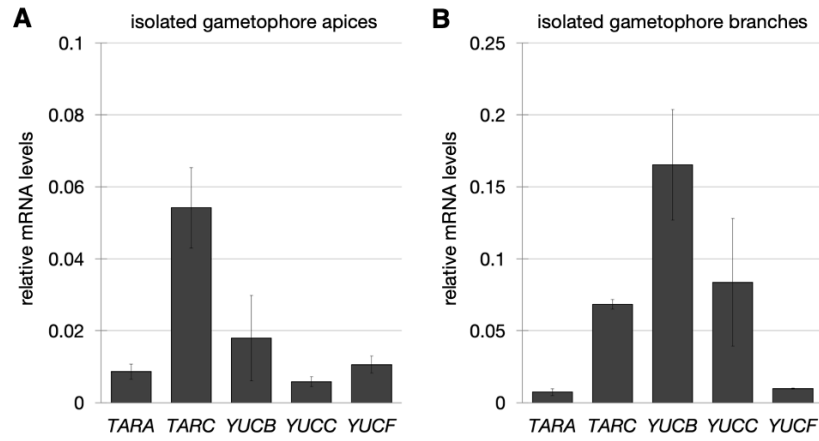 A
isolated gametophore apices
relative mRNA levels
0.1
0.08
0.06
0.04
0.02
0
TARA TARC YUCB YUCC YUCF
B
isolated gametophore branches
relative mRNA levels
0.25
0.2
0.15
0.1
0.05
0
TARA TARC YUCB YUCC YUCF